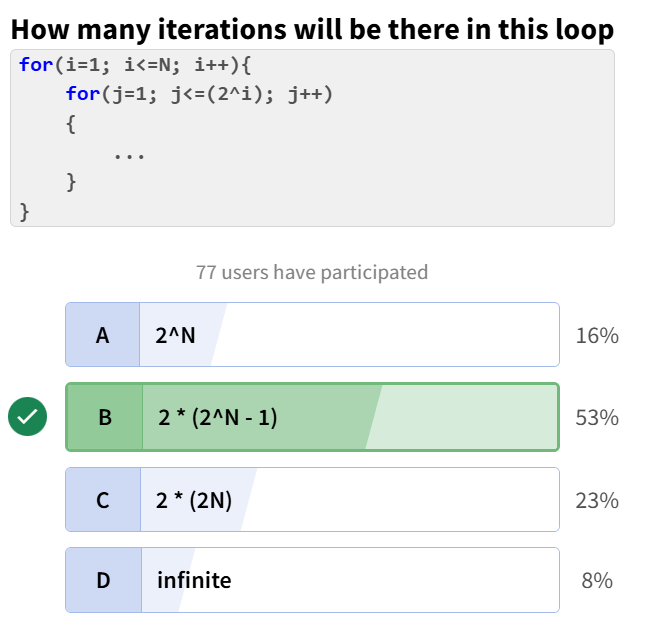 How many iterations will be there in this loop
for(i=1; i<=N; i++){
    for(j=1; j<=(2^i); j++)
    {
        ...
    }
}
77 users have participated
A 2^N 16%
B 2 * (2^N - 1) 53%
C 2 * (2N) 23%
D infinite 8%